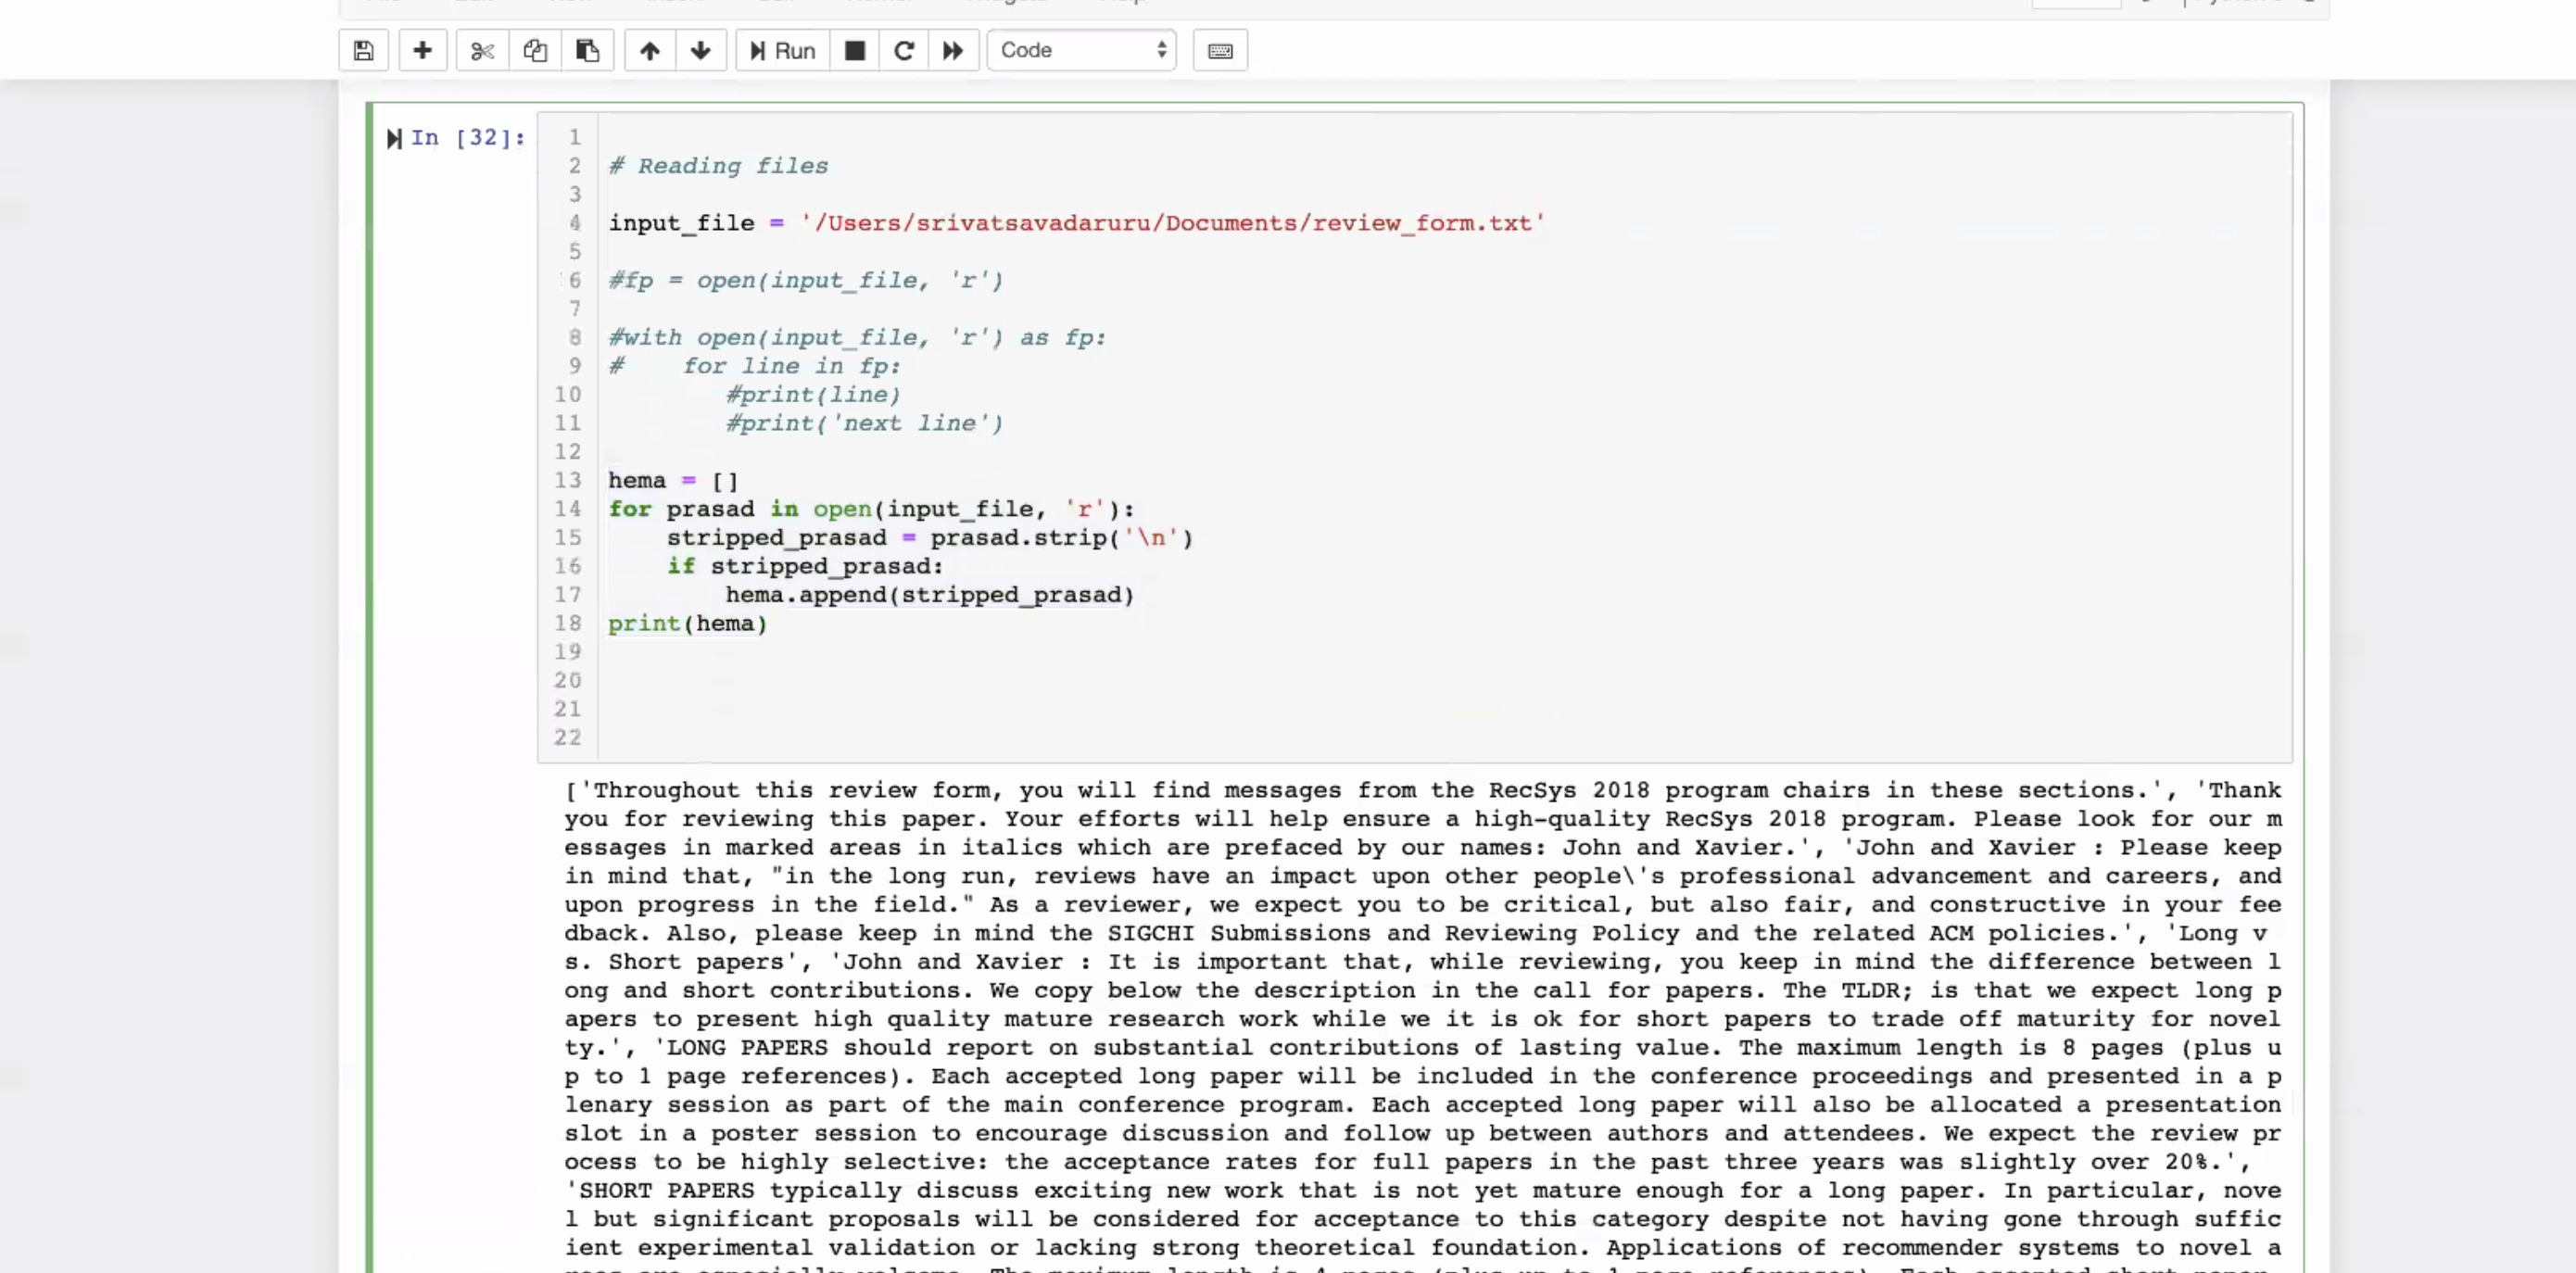 Run
Code
In [32]:
1
2 # Reading files
3
4 input_file = '/Users/srivatsavadaruru/Documents/review_form.txt'
5
6 #fp = open(input_file, 'r')
7
8 #with open(input_file, 'r') as fp:
9 #    for line in fp:
10         #print(line)
11         #print('next line')
12
13 hema = []
14 for prasad in open(input_file, 'r'):
15     stripped_prasad = prasad.strip('\n')
16     if stripped_prasad:
17         hema.append(stripped_prasad)
18 print(hema)
19
20
21
22
['Throughout this review form, you will find messages from the RecSys 2018 program chairs in these sections.', 'Thank
you for reviewing this paper. Your efforts will help ensure a high-quality RecSys 2018 program. Please look for our m
essages in marked areas in italics which are prefaced by our names: John and Xavier.', 'John and Xavier : Please keep
in mind that, "in the long run, reviews have an impact upon other people\'s professional advancement and careers, and
upon progress in the field." As a reviewer, we expect you to be critical, but also fair, and constructive in your fee
dback. Also, please keep in mind the SIGCHI Submissions and Reviewing Policy and the related ACM policies.', 'Long v
s. Short papers', 'John and Xavier : It is important that, while reviewing, you keep in mind the difference between l
ong and short contributions. We copy below the description in the call for papers. The TLDR; is that we expect long p
apers to present high quality mature research work while we it is ok for short papers to trade off maturity for novel
ty.', 'LONG PAPERS should report on substantial contributions of lasting value. The maximum length is 8 pages (plus u
p to 1 page references). Each accepted long paper will be included in the conference proceedings and presented in a p
lenary session as part of the main conference program. Each accepted long paper will also be allocated a presentation
slot in a poster session to encourage discussion and follow up between authors and attendees. We expect the review pr
ocess to be highly selective: the acceptance rates for full papers in the past three years was slightly over 20%.',
'SHORT PAPERS typically discuss exciting new work that is not yet mature enough for a long paper. In particular, nove
l but significant proposals will be considered for acceptance to this category despite not having gone through suffic
ient experimental validation or lacking strong theoretical foundation. Applications of recommender systems to novel a